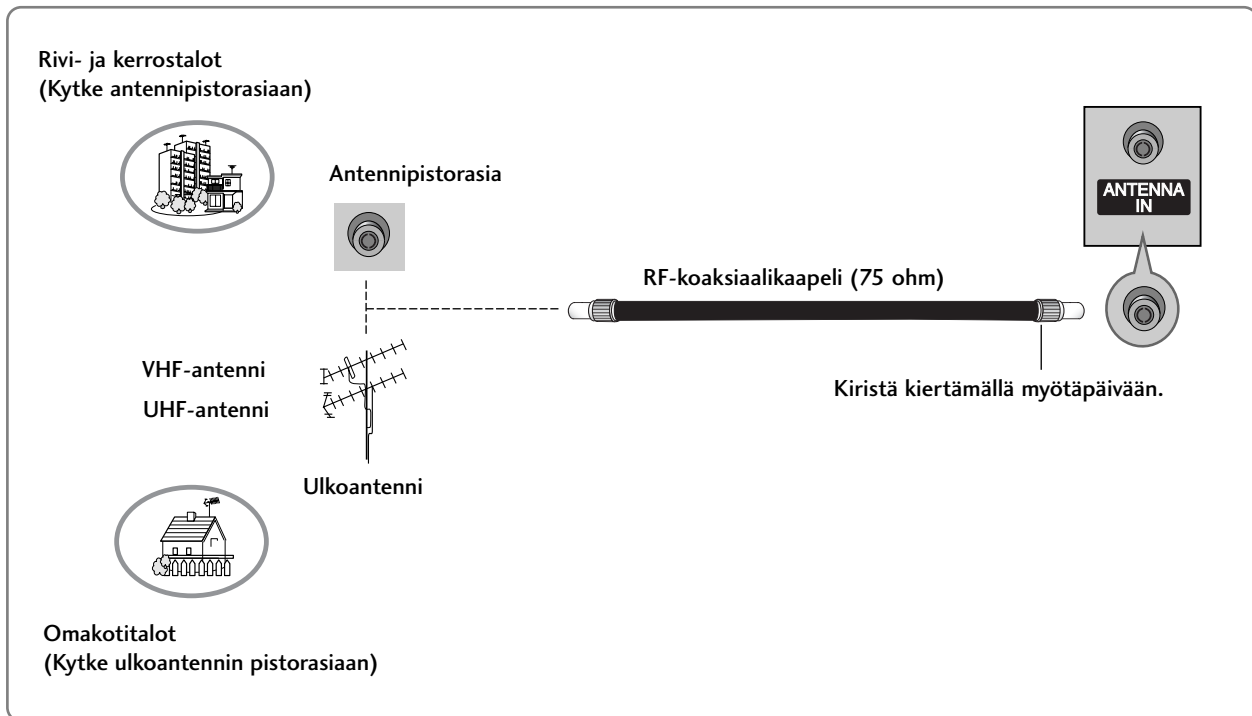 Rivi- ja kerrostalot
(Kytke antennipistorasiaan)
Antennipistorasia
ANTENNA
IN
RF-koaksiaalikaapeli (75 ohm)
VHF-antenni
UHF-antenni
Kiristä kiertämällä myötäpäivään.
Ulkoantenni
Omakotitalot
(Kytke ulkoantennin pistorasiaan)